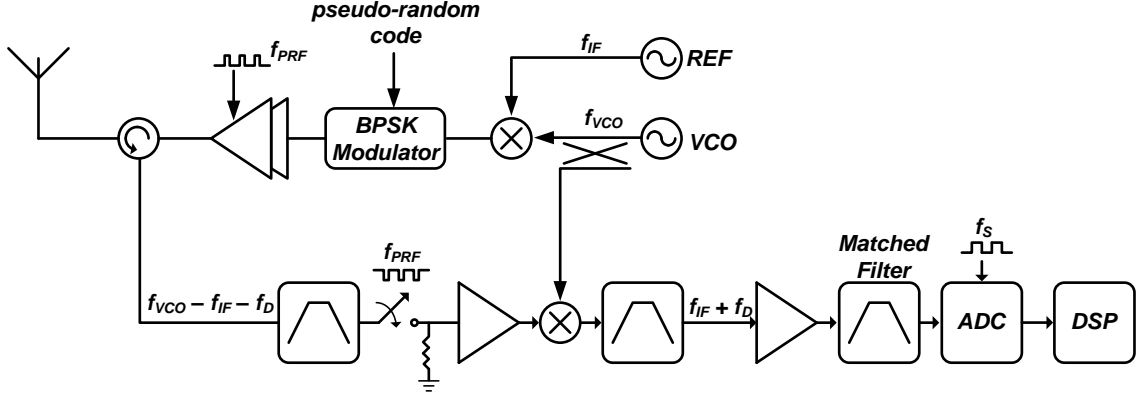 pseudo-random
code
f_PRF
f_IF
REF
BPSK
Modulator
f_VCO
VCO
f_PRF
Matched
Filter
f_S
f_VCO – f_IF – f_D
f_IF + f_D
ADC
DSP